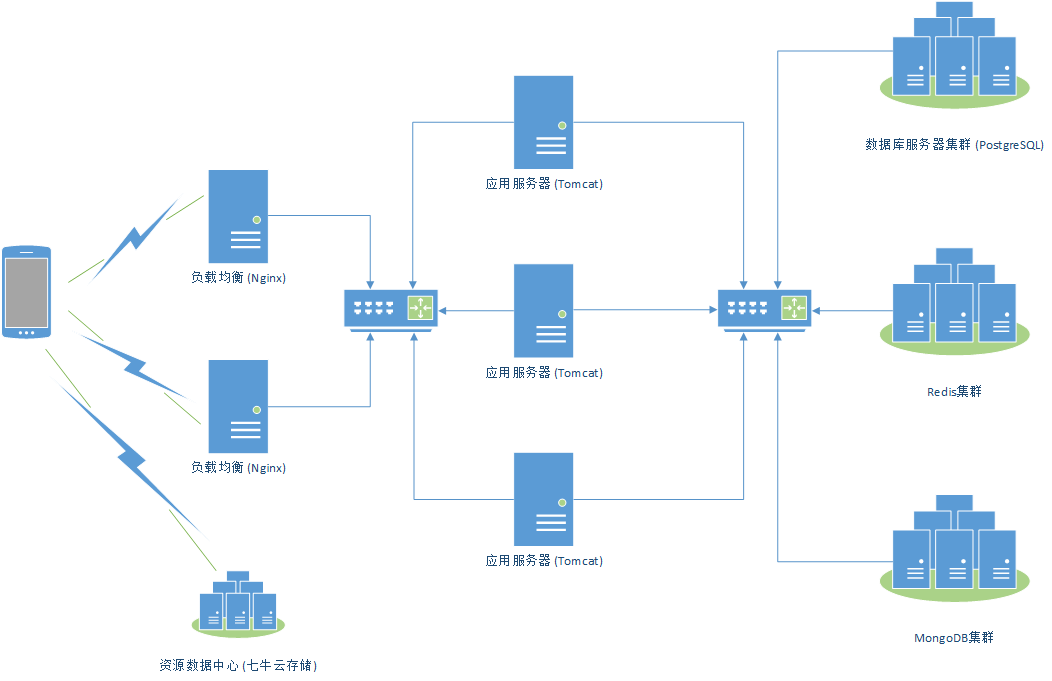 数据库服务器集群 (PostgreSQL)
应用服务器 (Tomcat)
负载均衡 (Nginx)
应用服务器 (Tomcat)
Redis集群
负载均衡 (Nginx)
应用服务器 (Tomcat)
MongoDB集群
资源数据中心 (七牛云存储)